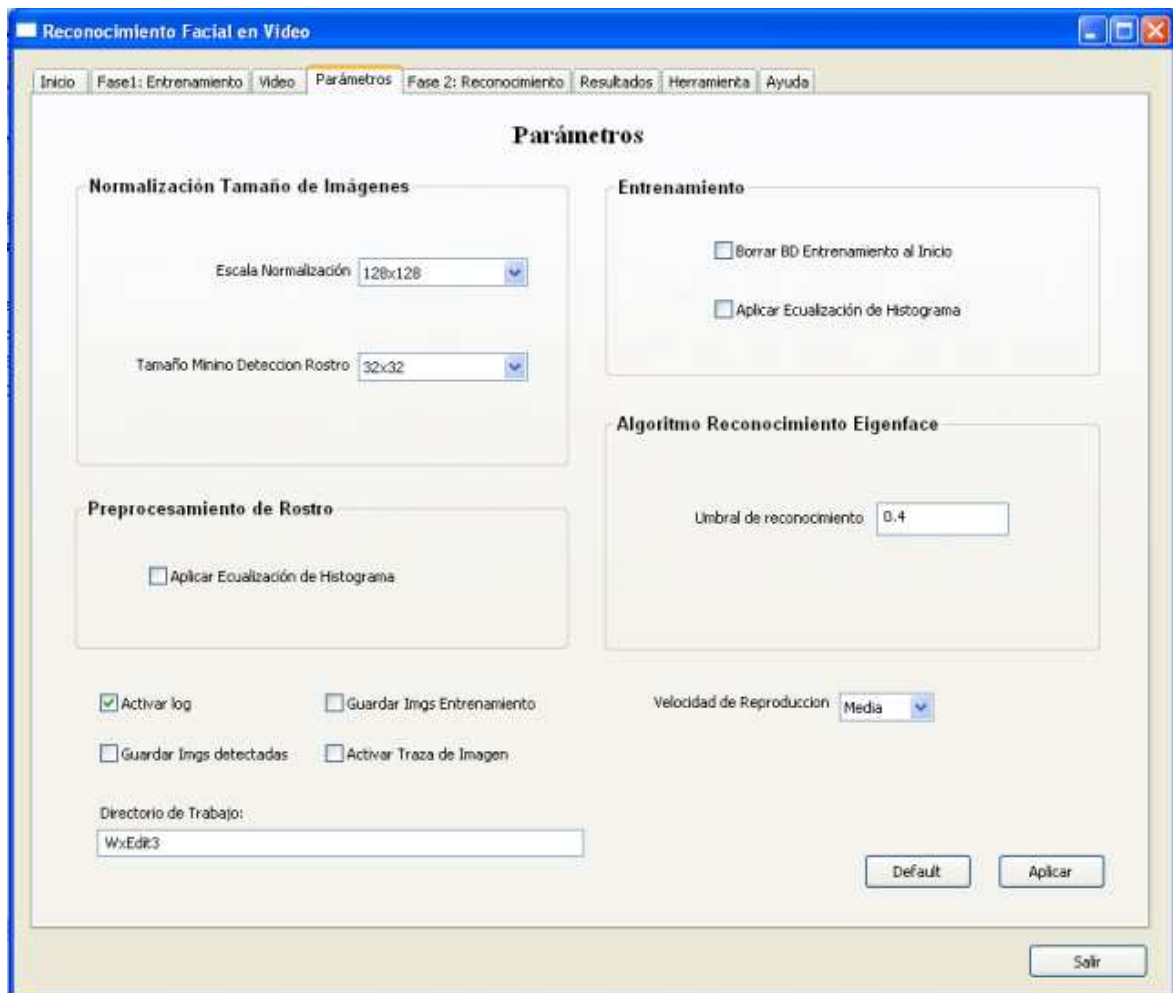 Reconocimiento Facial en Video
Inicio Fase1: Entrenamiento Video Parámetros Fase 2: Reconocimiento Resultados Herramienta Ayuda
Parámetros
Normalización Tamaño de Imágenes
Escala Normalización 128x128
Tamaño Minino Deteccion Rostro 32x32
Entrenamiento
Borrar BD Entrenamiento al Inicio
Aplicar Ecualización de Histograma
Algoritmo Reconocimiento Eigenface
Umbral de reconocimiento 0.4
Preprocesamiento de Rostro
Aplicar Ecualización de Histograma
Activar log Guardar Imgs Entrenamiento
Velocidad de Reproduccion Media
Guardar Imgs detectadas Activar Traza de Imagen
Directorio de Trabajo:
WxEdit3
Default Aplicar
Salir